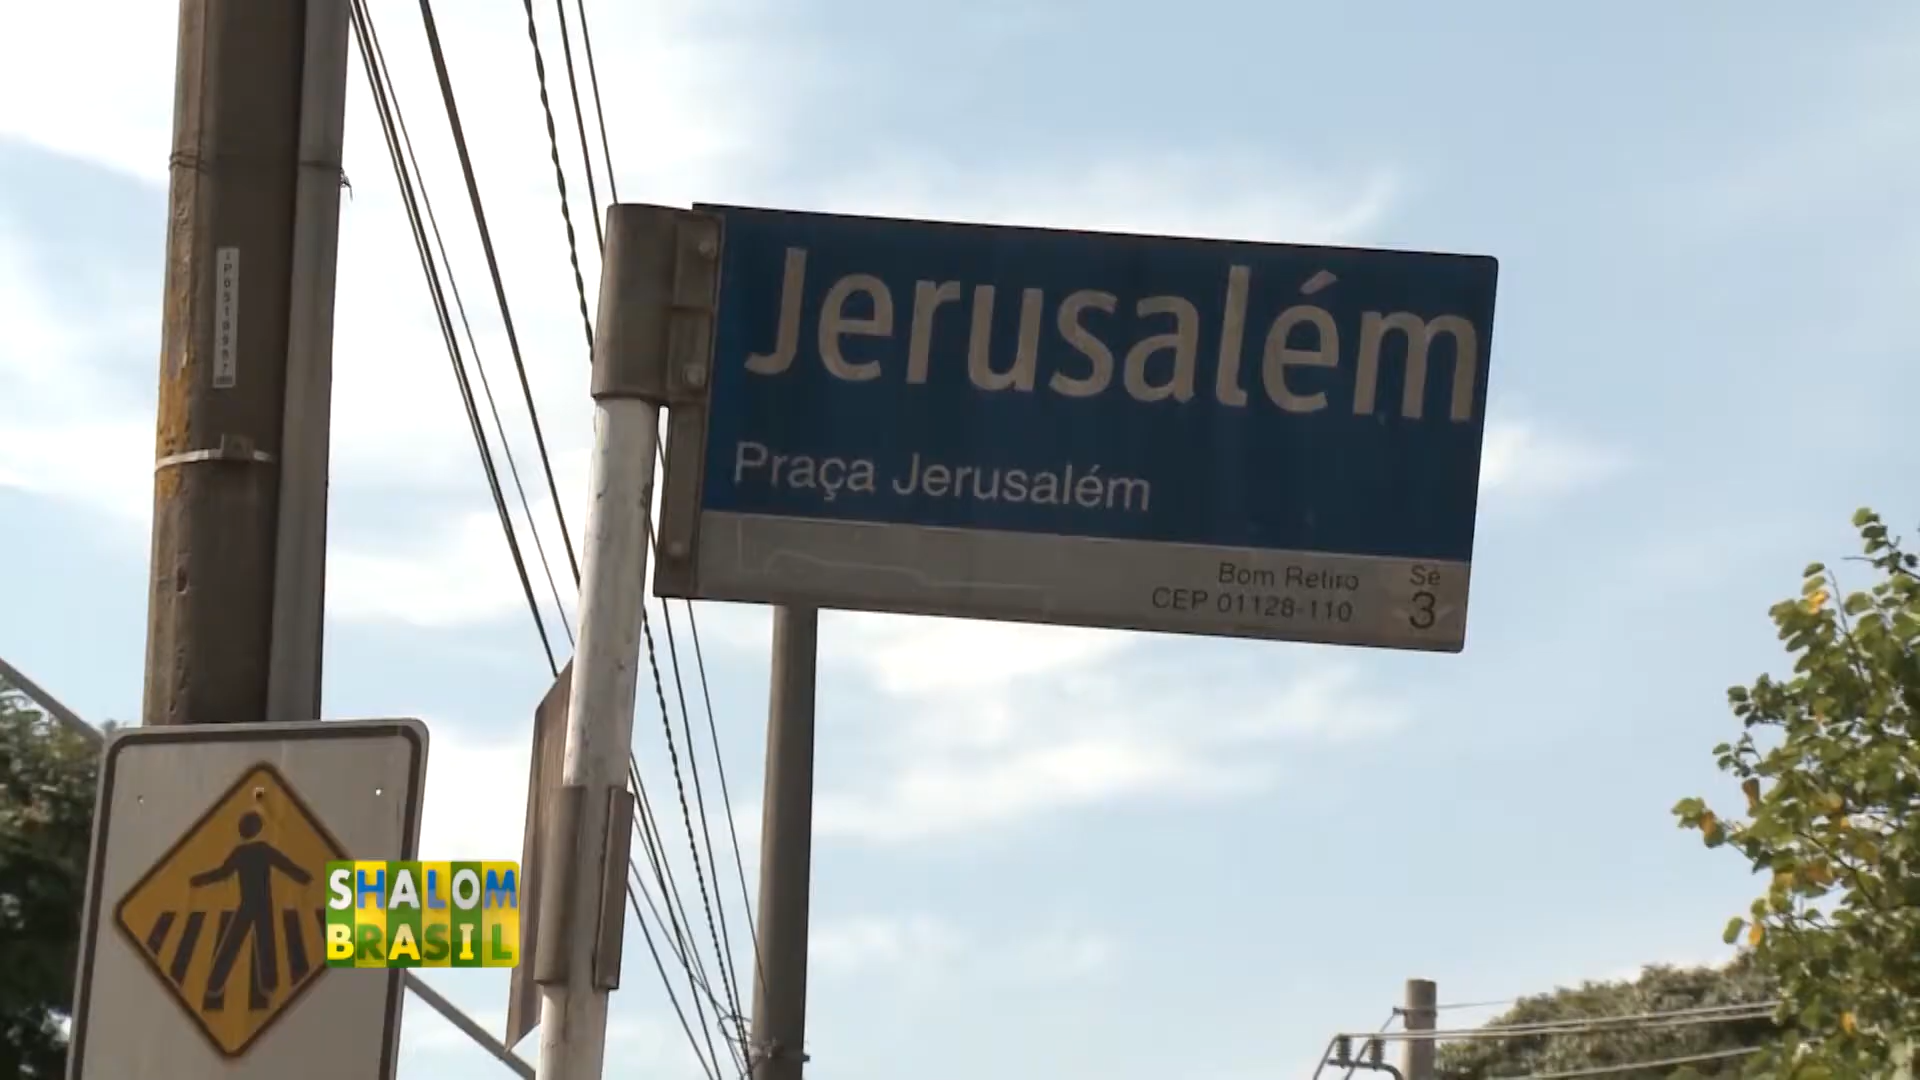 Jerusalém
Praça Jerusalém
Bom Retiro
CEP 01128-110
Sé
3
SHALOM
BRASIL